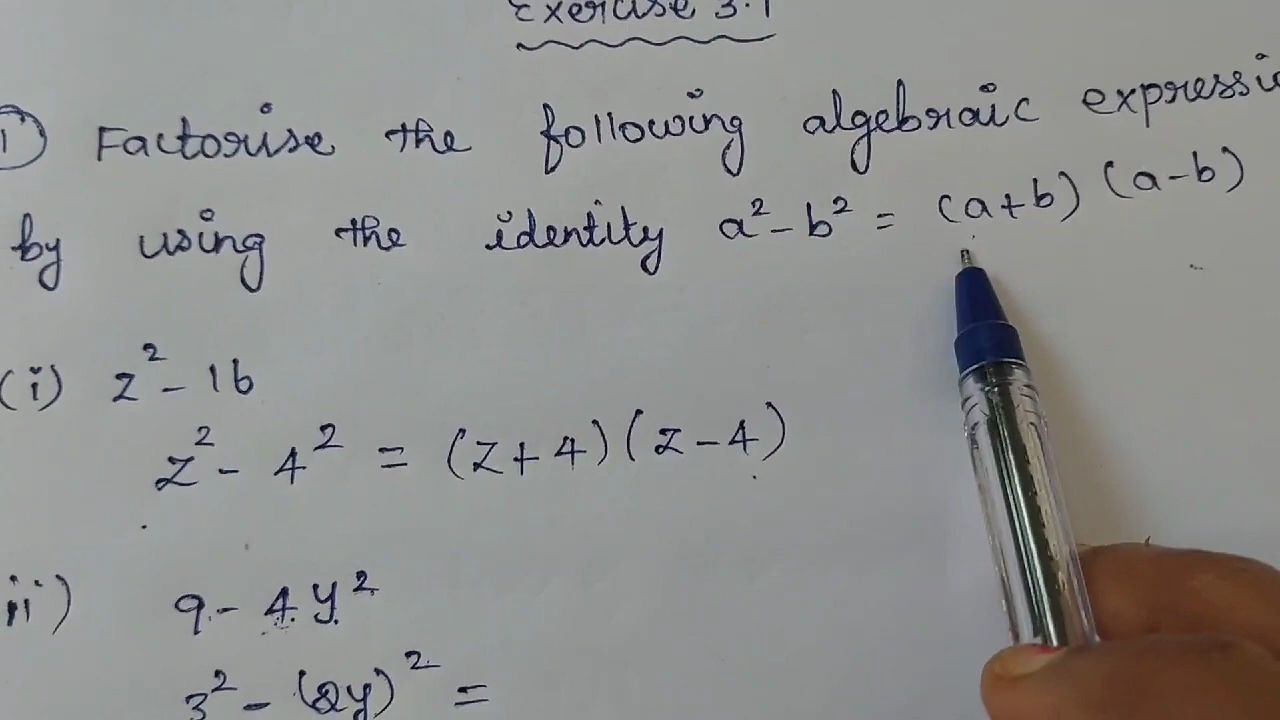 Exercise 3.1
1) Factorise the following algebraic
by using the identity a² - b² = (a+b) (a-b)
(i) z² - 16
z² - 4² = (z+4)(z-4)
ii) 9 - 4y²
3² - (2y)² =